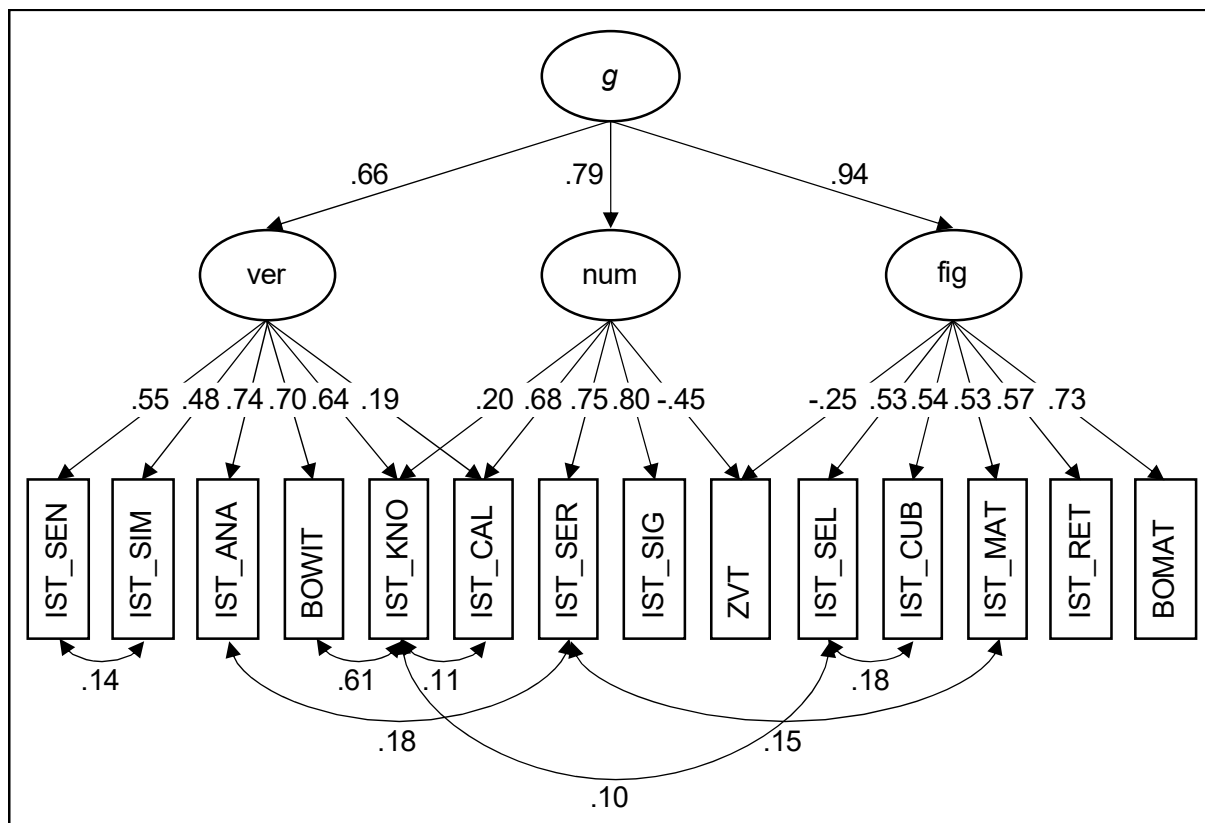 g
.66 .79 .94
ver num fig
.55 .48 .74 .70 .64 .19 .20 .68 .75 .80 -.45 -.25 .53 .54 .53 .57 .73
IST_SEN
IST_SIM
IST_ANA
BOWIT
IST_KNO
IST_CAL
IST_SER
IST_SIG
ZVT
IST_SEL
IST_CUB
IST_MAT
IST_RET
BOMAT
.14 .61 .11 .18
.18 .15
.10